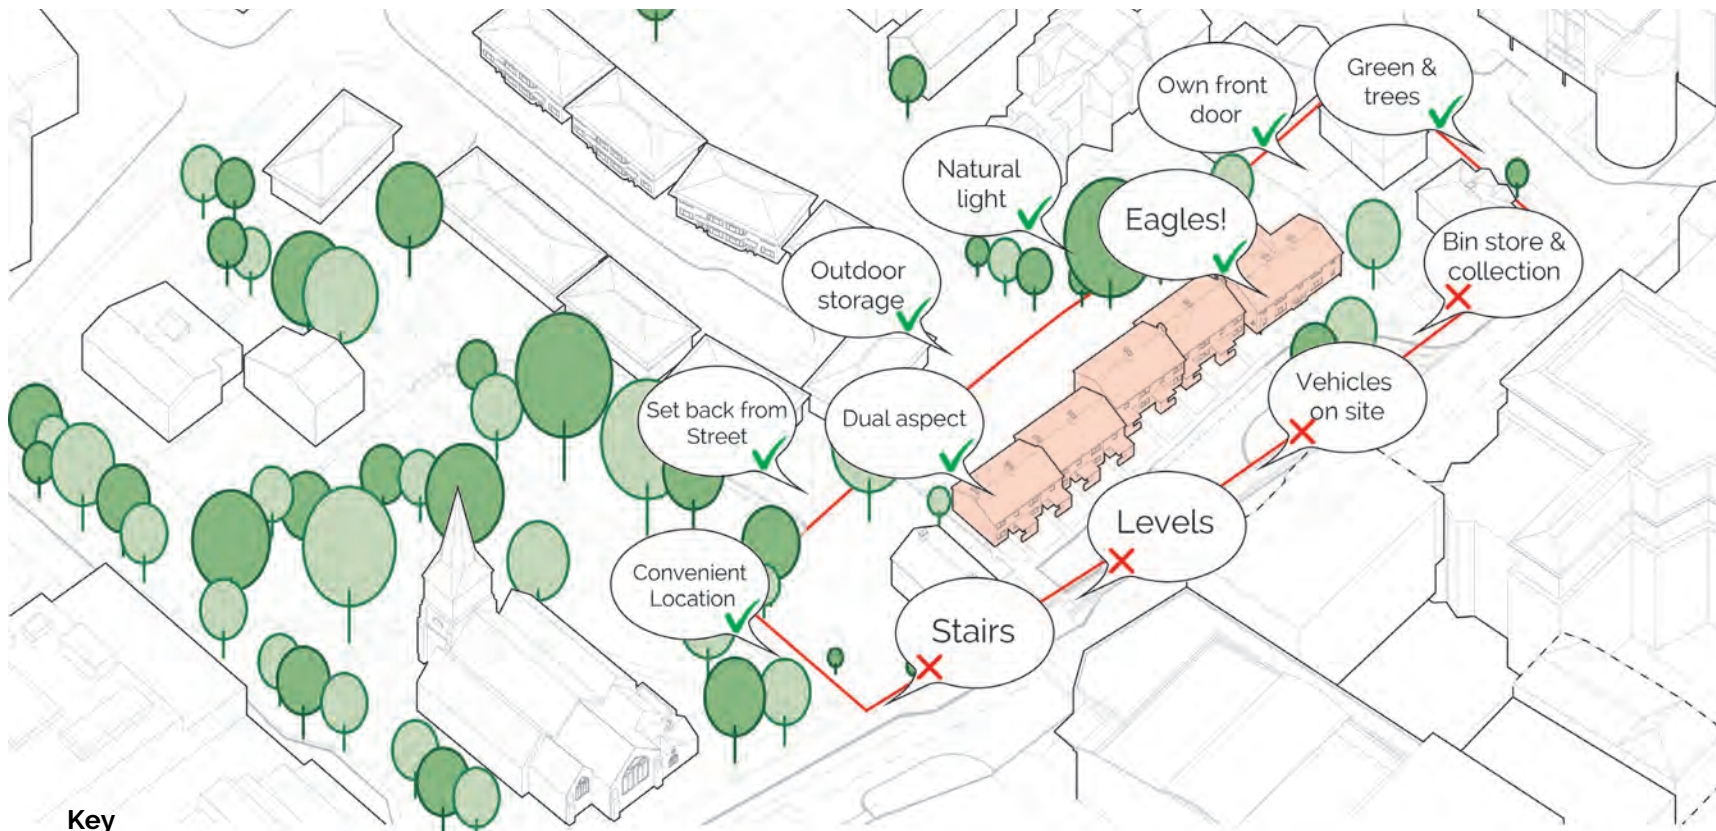 Own front
door
Green &
trees
Natural
light
Eagles!
Bin store &
collection
Outdoor
storage
Vehicles
on site
Set back from
Street
Dual aspect
Levels
Convenient
Location
Stairs
Key